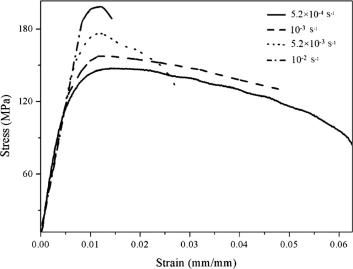 5.2×10⁻⁴ s⁻¹
10⁻³ s⁻¹
5.2×10⁻³ s⁻¹
10⁻² s⁻¹
180
120
60
Stress (MPa)
0.00 0.01 0.02 0.03 0.04 0.05 0.06
Strain (mm/mm)